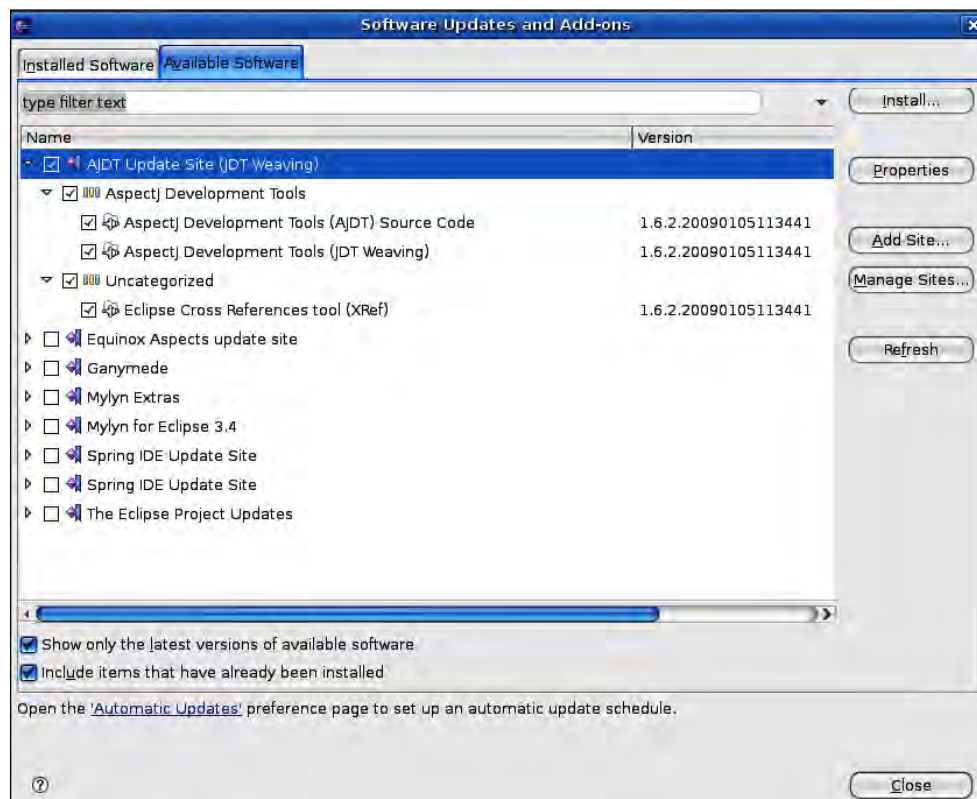 Software Updates and Add-ons
Installed Software Available Software
type filter text
Install...
Name Version
AJDT Update Site (JDT Weaving)
Properties
AspectJ Development Tools
AspectJ Development Tools (AJDT) Source Code 1.6.2.20090105113441
Add Site...
AspectJ Development Tools (JDT Weaving) 1.6.2.20090105113441
Manage Sites...
Uncategorized
Eclipse Cross References tool (XRef) 1.6.2.20090105113441
Equinox Aspects update site
Refresh
Ganymede
Mylyn Extras
Mylyn for Eclipse 3.4
Spring IDE Update Site
Spring IDE Update Site
The Eclipse Project Updates
Show only the latest versions of available software
Include items that have already been installed
Open the 'Automatic Updates' preference page to set up an automatic update schedule.
?
Close